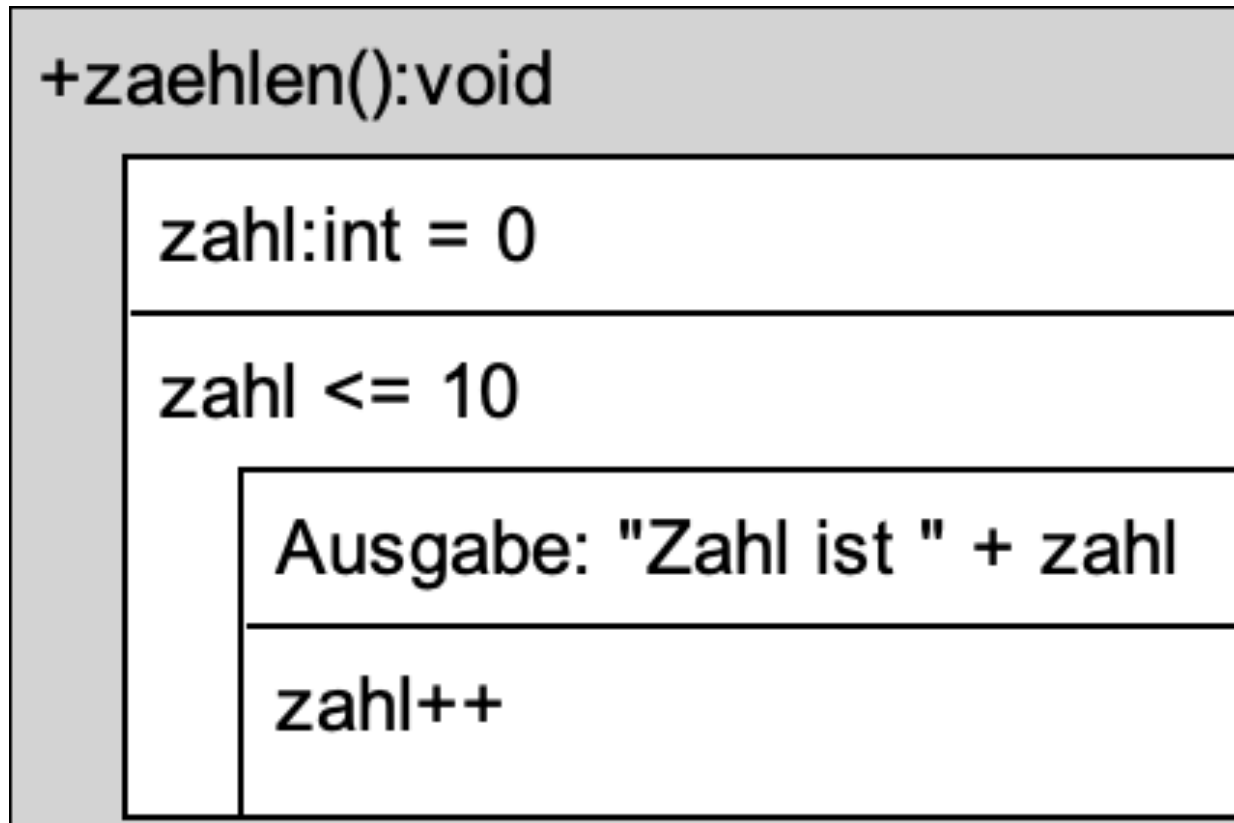 +zaehlen():void
zahl:int = 0
zahl <= 10
Ausgabe: "Zahl ist " + zahl
zahl++